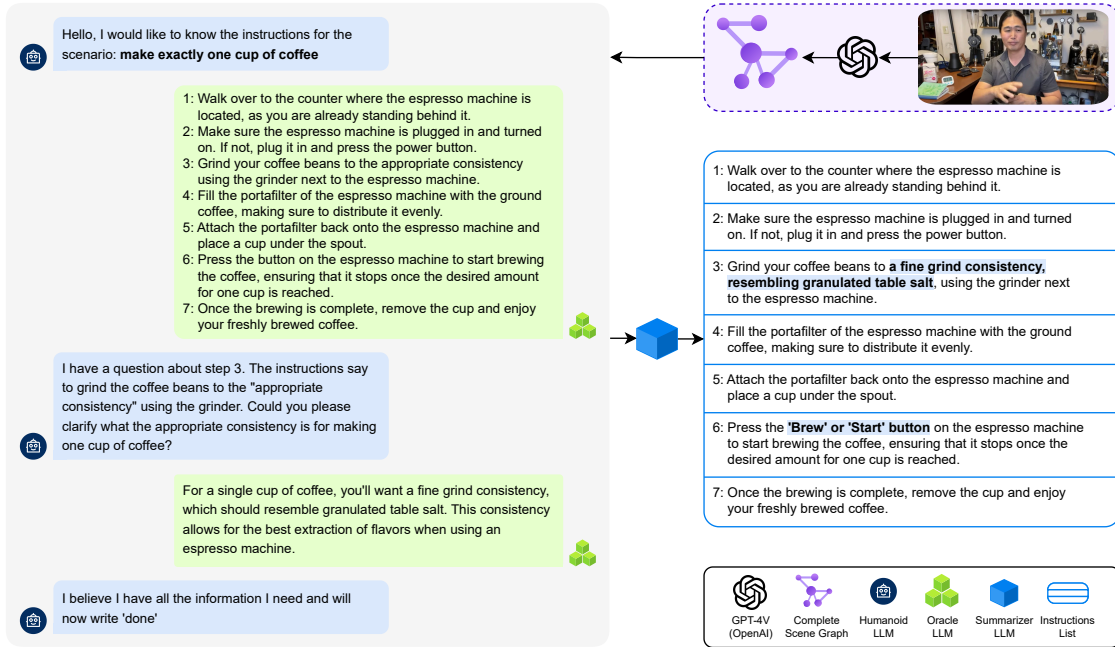 Hello, I would like to know the instructions for the
scenario: make exactly one cup of coffee
1: Walk over to the counter where the espresso machine is
located, as you are already standing behind it.
2: Make sure the espresso machine is plugged in and turned
on. If not, plug it in and press the power button.
3: Grind your coffee beans to the appropriate consistency
using the grinder next to the espresso machine.
4: Fill the portafilter of the espresso machine with the ground
coffee, making sure to distribute it evenly.
5: Attach the portafilter back onto the espresso machine and
place a cup under the spout.
6: Press the button on the espresso machine to start brewing
the coffee, ensuring that it stops once the desired amount
for one cup is reached.
7: Once the brewing is complete, remove the cup and enjoy
your freshly brewed coffee.
I have a question about step 3. The instructions say
to grind the coffee beans to the "appropriate
consistency" using the grinder. Could you please
clarify what the appropriate consistency is for making
one cup of coffee?
For a single cup of coffee, you'll want a fine grind consistency,
which should resemble granulated table salt. This consistency
allows for the best extraction of flavors when using an
espresso machine.
I believe I have all the information I need and will
now write 'done'
1: Walk over to the counter where the espresso machine is
located, as you are already standing behind it.
2: Make sure the espresso machine is plugged in and turned
on. If not, plug it in and press the power button.
3: Grind your coffee beans to a fine grind consistency,
resembling granulated table salt, using the grinder next
to the espresso machine.
4: Fill the portafilter of the espresso machine with the ground
coffee, making sure to distribute it evenly.
5: Attach the portafilter back onto the espresso machine and
place a cup under the spout.
6: Press the 'Brew' or 'Start' button on the espresso machine
to start brewing the coffee, ensuring that it stops once the
desired amount for one cup is reached.
7: Once the brewing is complete, remove the cup and enjoy
your freshly brewed coffee.
GPT-4V
(OpenAI)
Complete
Scene Graph
Humanoid
LLM
Oracle
LLM
Summarizer
LLM
Instructions
List